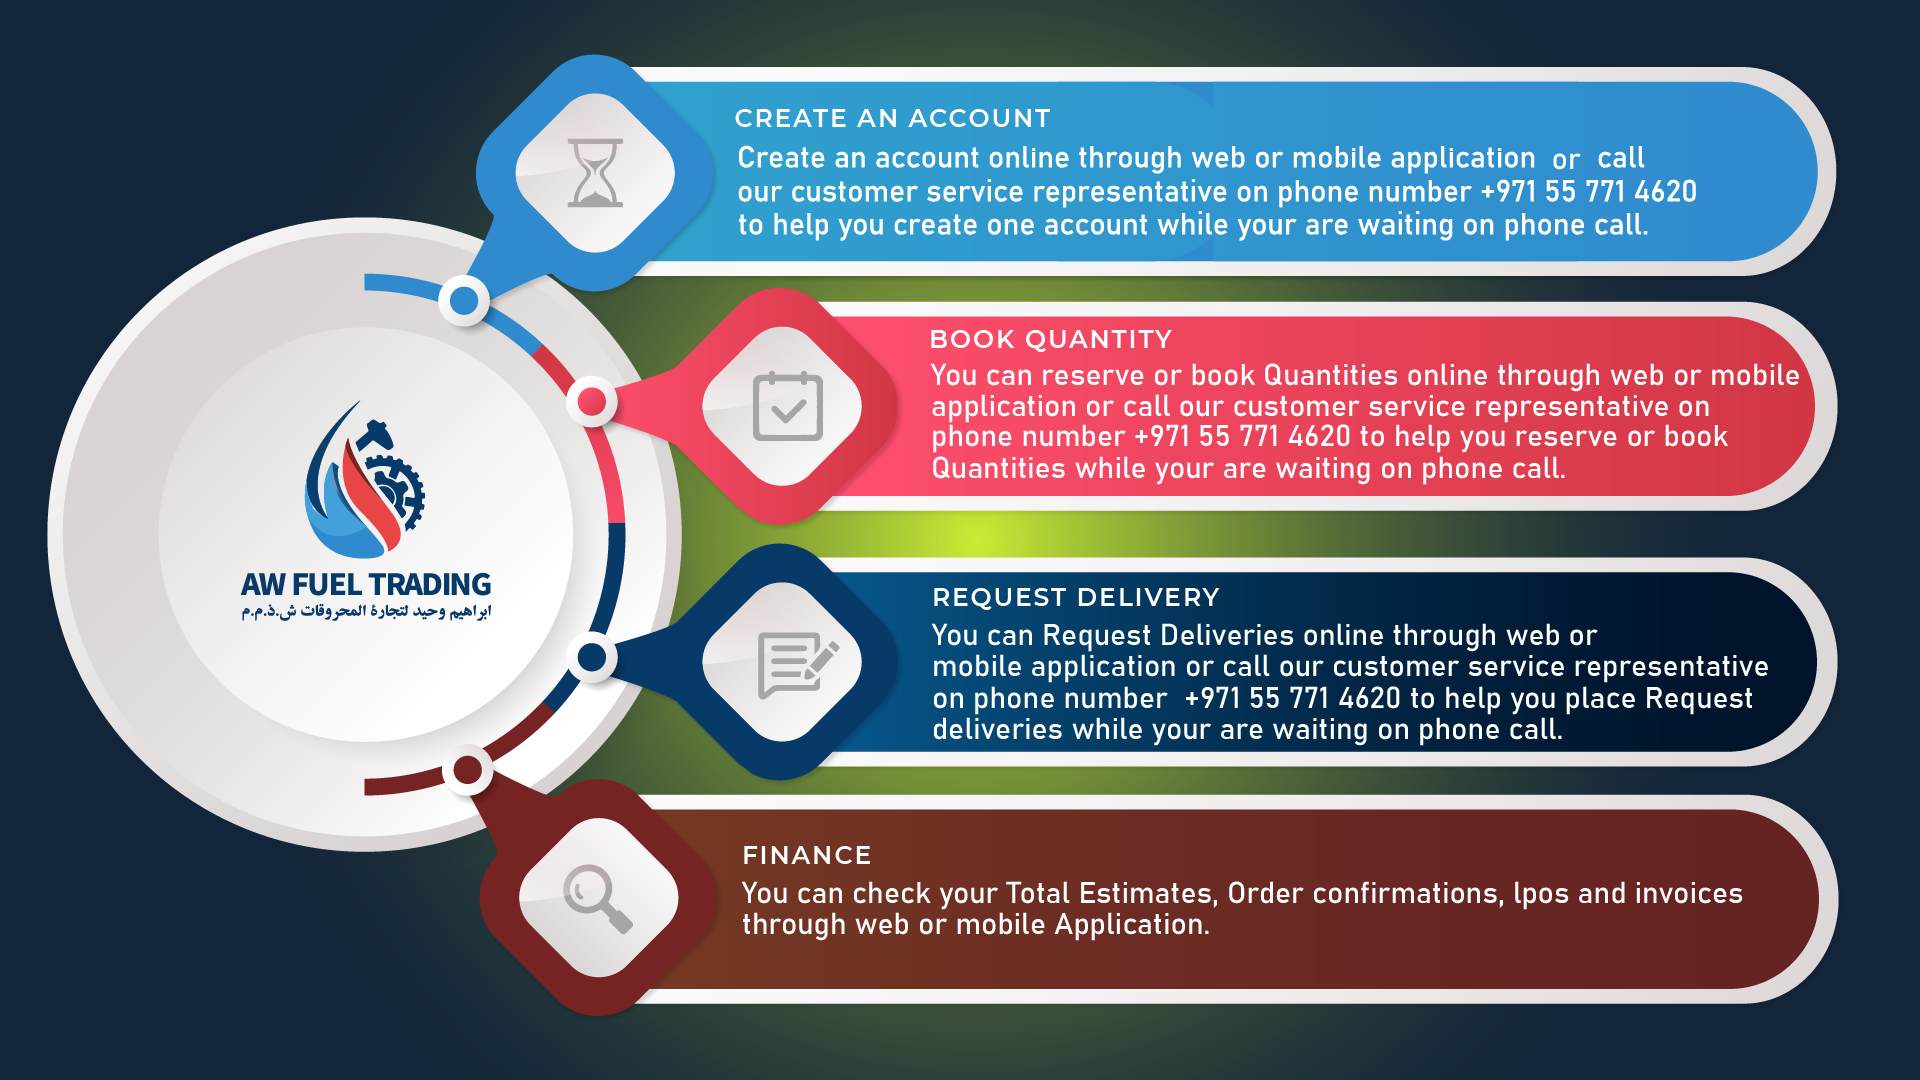 AW FUEL TRADING
ابراهيم وحيد لتجارة المحروقات ش.ذ.م.م
CREATE AN ACCOUNT
Create an account online through web or mobile application or call
our customer service representative on phone number +971 55 771 4620
to help you create one account while your are waiting on phone call.
BOOK QUANTITY
You can reserve or book Quantities online through web or mobile
application or call our customer service representative on
phone number +971 55 771 4620 to help you reserve or book
Quantities while your are waiting on phone call.
REQUEST DELIVERY
You can Request Deliveries online through web or
mobile application or call our customer service representative
on phone number +971 55 771 4620 to help you place Request
deliveries while your are waiting on phone call.
FINANCE
You can check your Total Estimates, Order confirmations, lpos and invoices
through web or mobile Application.